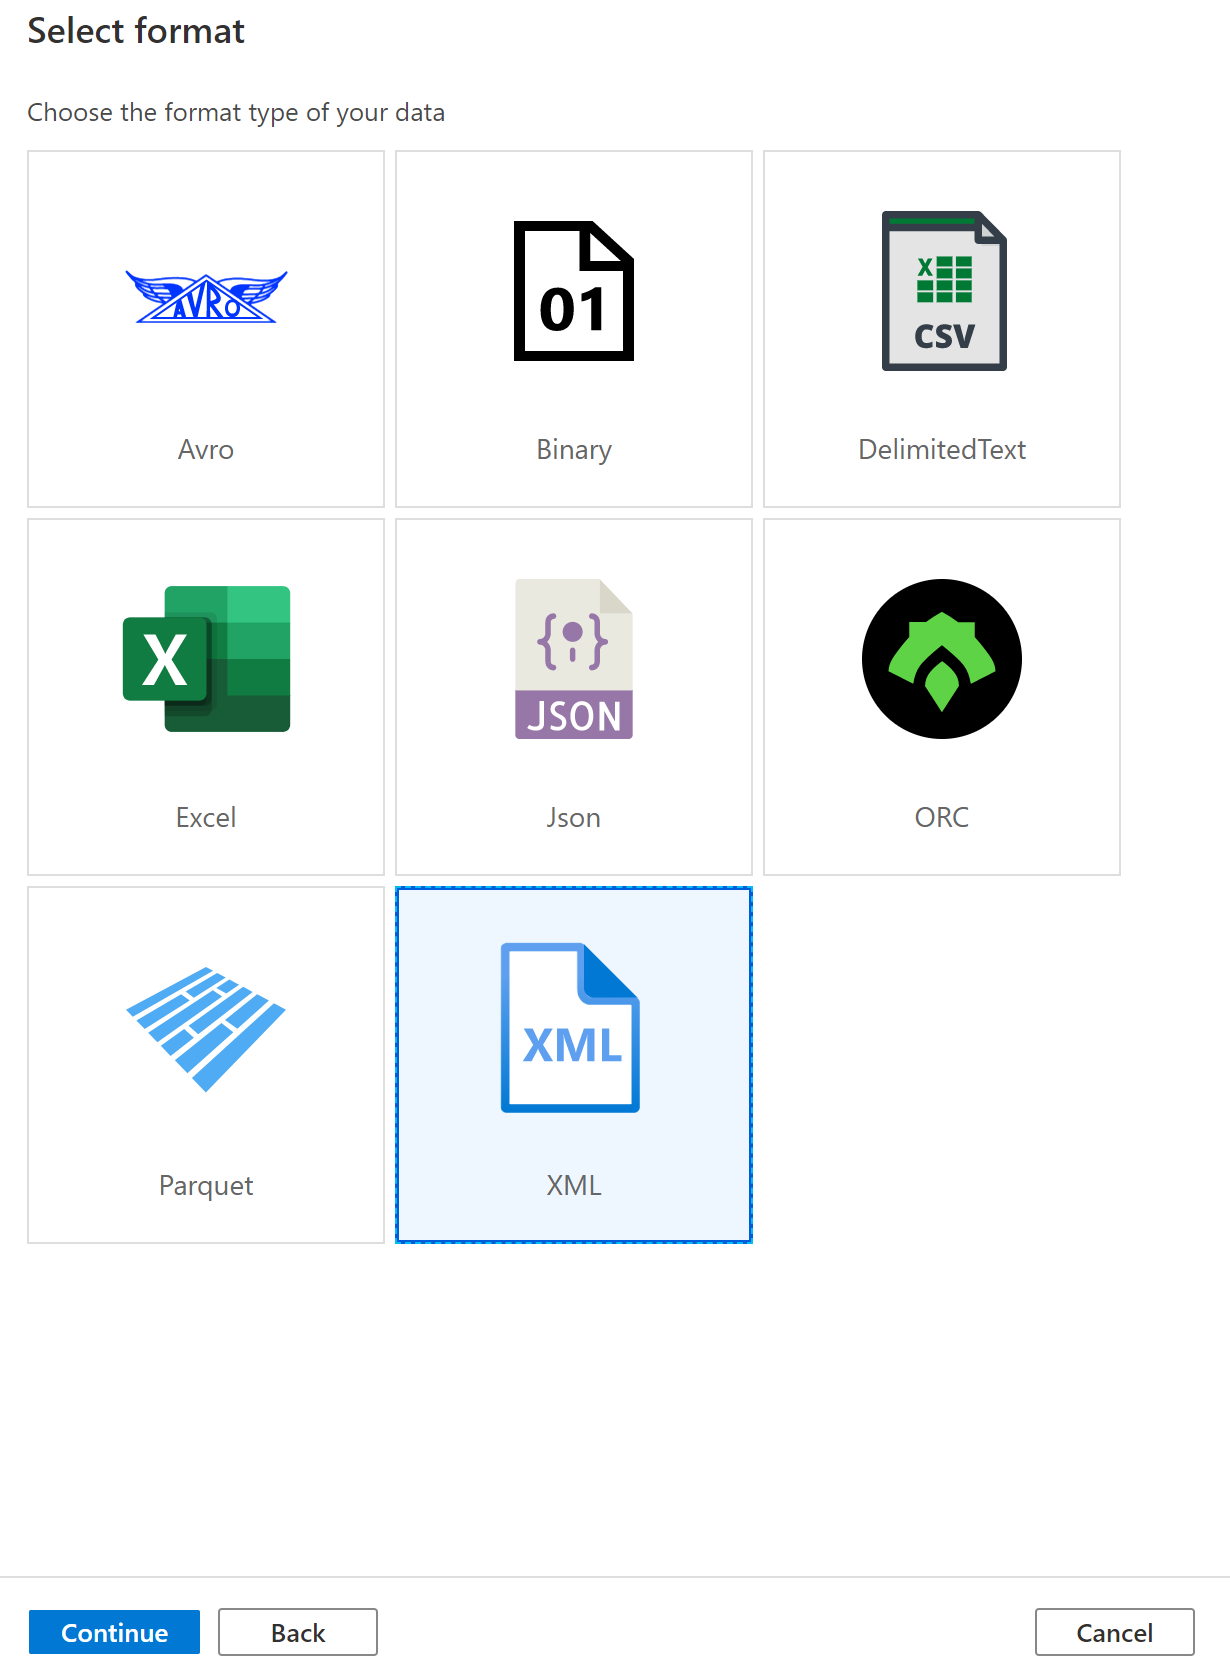 Select format
Choose the format type of your data
AVRO
01
X
CSV
Avro
Binary
DelimitedText
X
JSON
Excel
Json
ORC
XML
Parquet
XML
Continue
Back
Cancel